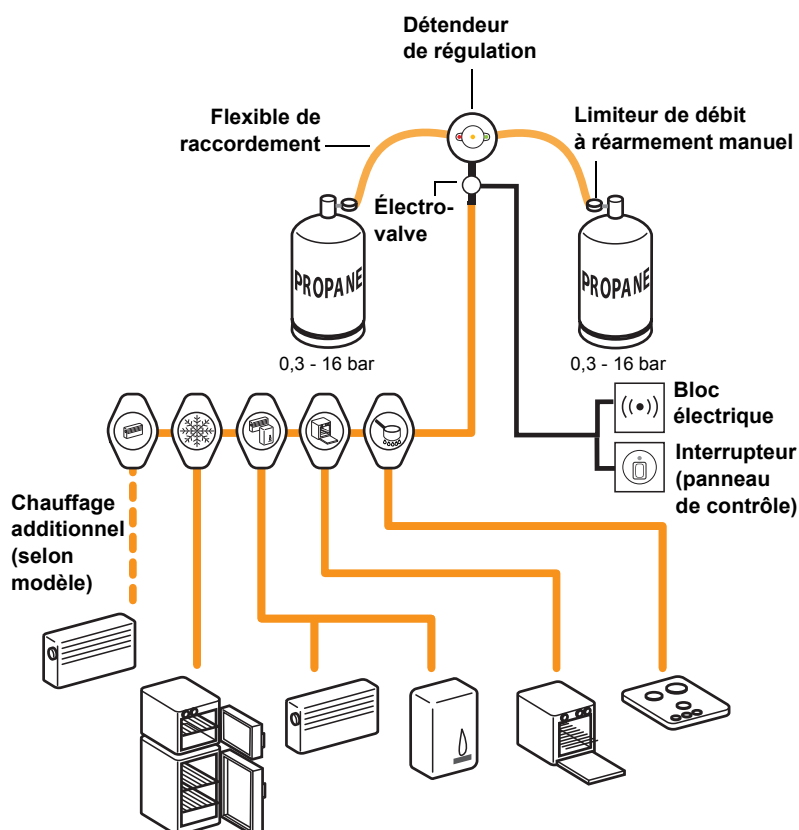 Détendeur
de régulation
Flexible de
raccordement
Limiteur de débit
à réarmement manuel
Électro-
valve
PROPANE
PROPANE
0,3 - 16 bar
0,3 - 16 bar
Bloc
électrique
Interrupteur
(panneau
de contrôle)
Chauffage
additionnel
(selon
modèle)